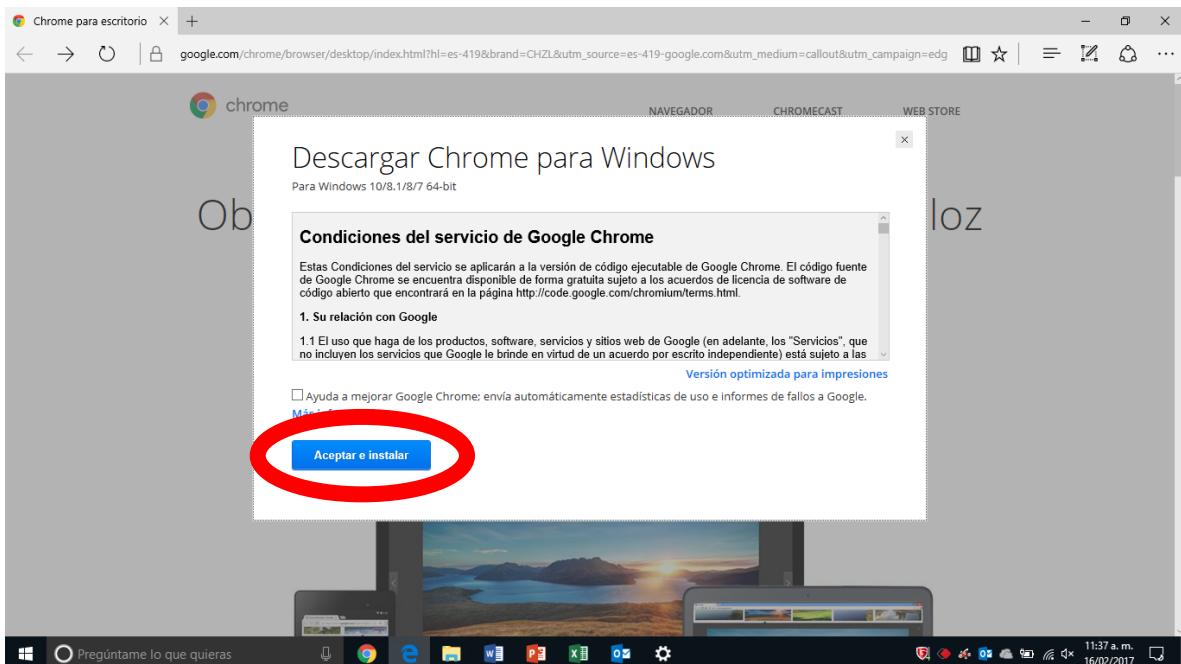 Chrome para escritorio
google.com/chrome/browser/desktop/index.html?hl=es-419&brand=CHZL&utm_source=es-419-google.com&utm_medium=callout&utm_campaign=edg
chrome
NAVEGADOR CHROMECAST WEB STORE
Descargar Chrome para Windows
Para Windows 10/8.1/8/7 64-bit
Ob
loz
Condiciones del servicio de Google Chrome
Estas Condiciones del servicio se aplicarán a la versión de código ejecutable de Google Chrome. El código fuente
de Google Chrome se encuentra disponible de forma gratuita sujeto a los acuerdos de licencia de software de
código abierto que encontrará en la página http://code.google.com/chromium/terms.html.
1. Su relación con Google
1.1 El uso que haga de los productos, software, servicios y sitios web de Google (en adelante, los "Servicios", que
no incluyen los servicios que Google le brinde en virtud de un acuerdo por escrito independiente) está sujeto a las
Versión optimizada para impresiones
Ayuda a mejorar Google Chrome; envía automáticamente estadísticas de uso e informes de fallos a Google.
Aceptar e instalar
Pregúntame lo que quieras
11:37 a. m.
16/02/2017